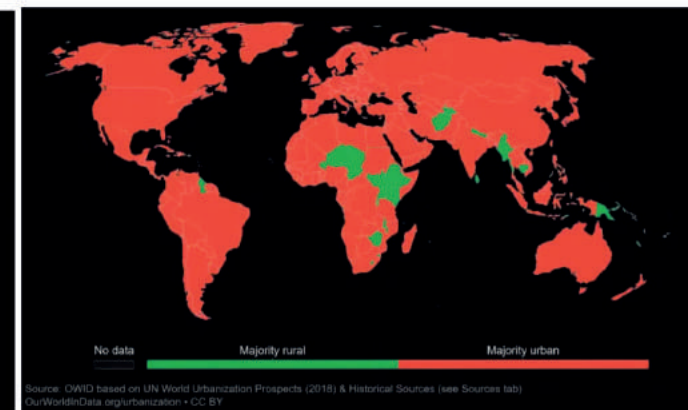 No data Majority rural Majority urban
Source: OWID based on UN World Urbanization Prospects (2018) & Historical Sources (see Sources tab)
OurWorldInData.org/urbanization • CC BY